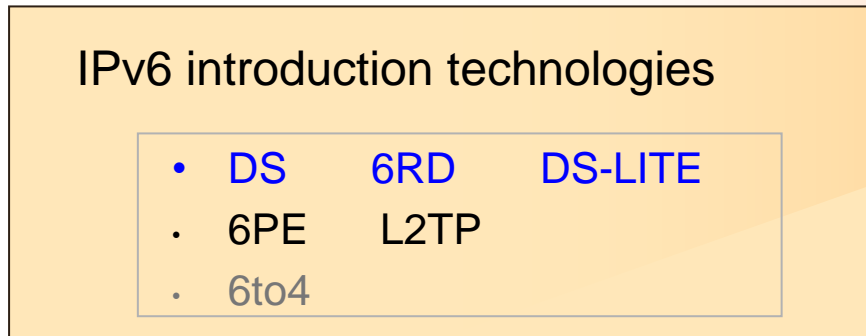 IPv6 introduction technologies
• DS 6RD DS-LITE
• 6PE L2TP
• 6to4